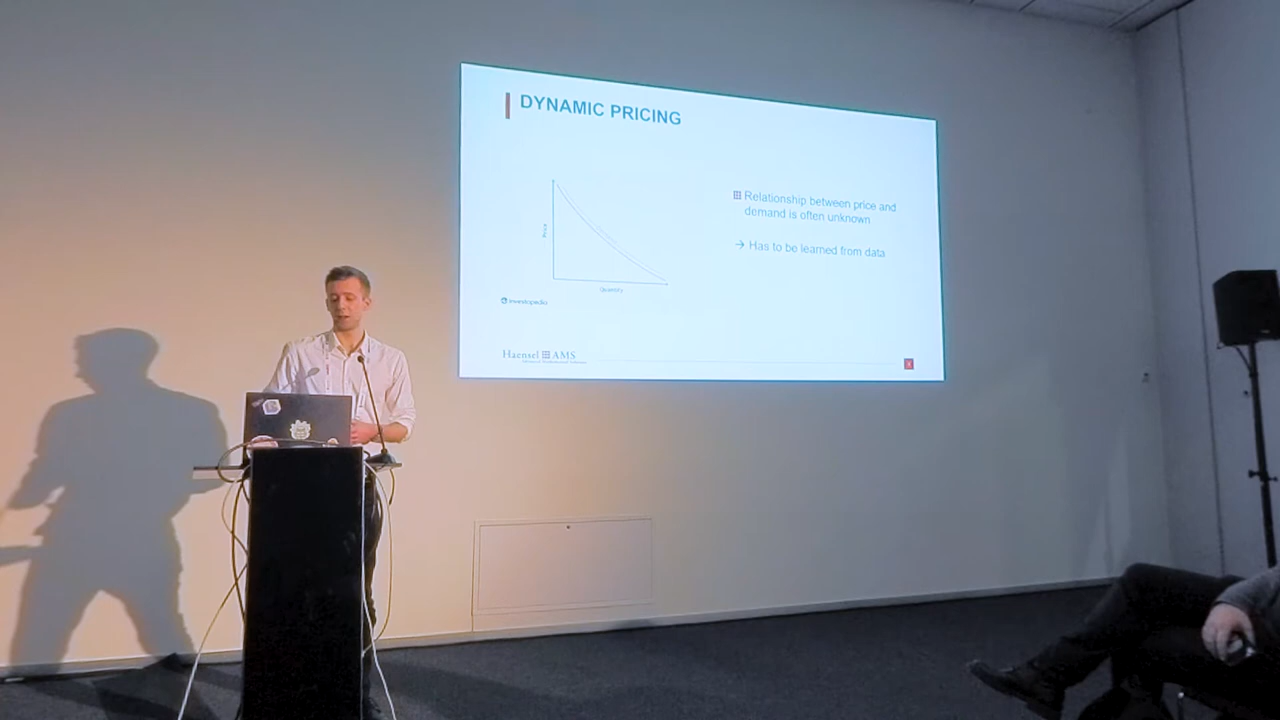 DYNAMIC PRICING
Relationship between price and
demand is often unknown
→ Has to be learned from data
Price
Quantity
Investopedia
Haensel AMS